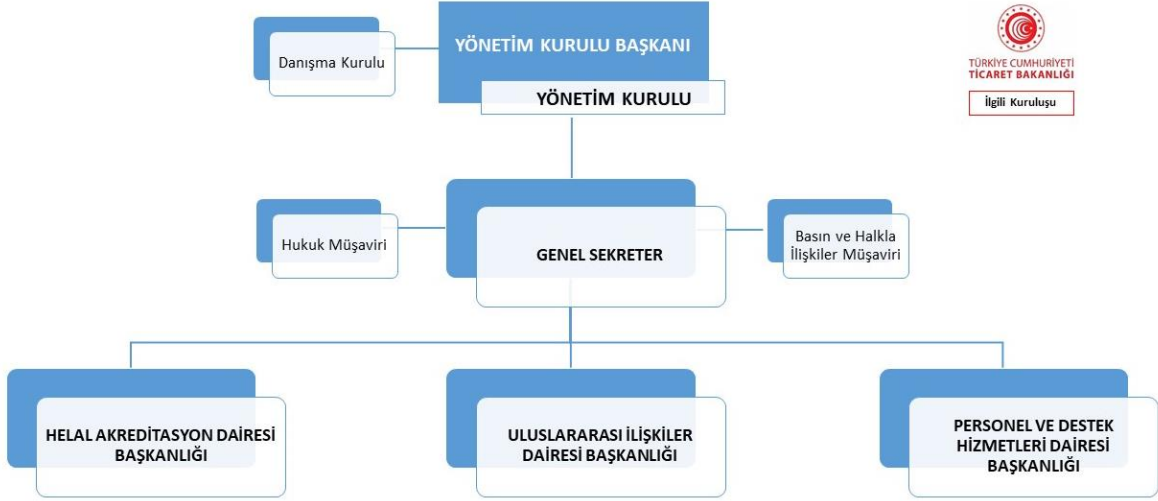 YÖNETİM KURULU BAŞKANI
Danışma Kurulu
YÖNETİM KURULU
TÜRKİYE CUMHURİYETİ
TİCARET BAKANLIĞI
İlgili Kuruluşu
Hukuk Müşaviri
GENEL SEKRETER
Basın ve Halkla
İlişkiler Müşaviri
HELAL AKREDİTASYON DAİRESİ
BAŞKANLIĞI
ULUSLARARASI İLİŞKİLER
DAİRESİ BAŞKANLIĞI
PERSONEL VE DESTEK
HİZMETLERİ DAİRESİ
BAŞKANLIĞI